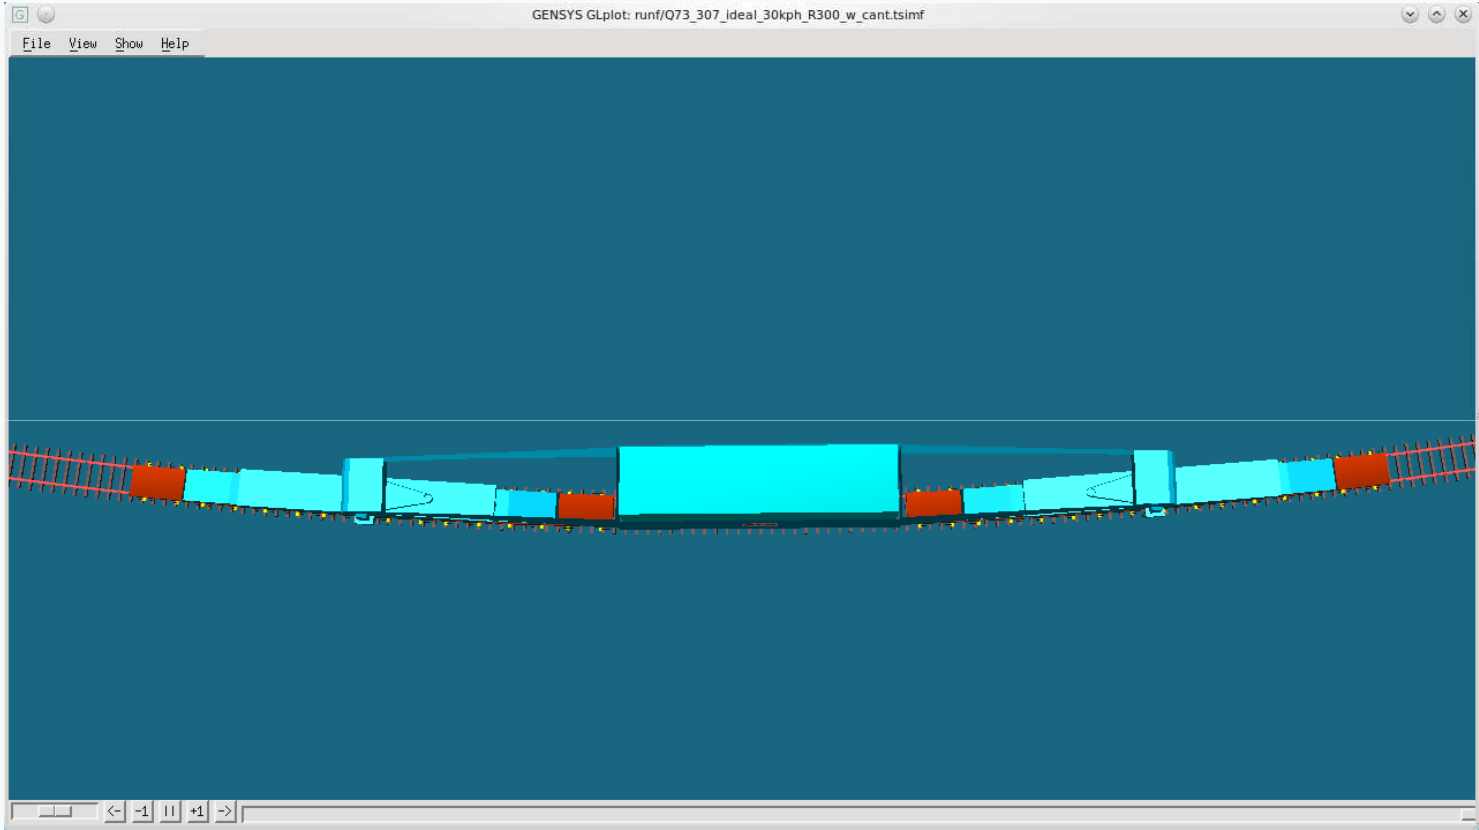 G GENSYS GLplot: runf/Q73_307_ideal_30kph_R300_w_cant.tsimf
File View Show Help
<- -1 || +1 ->